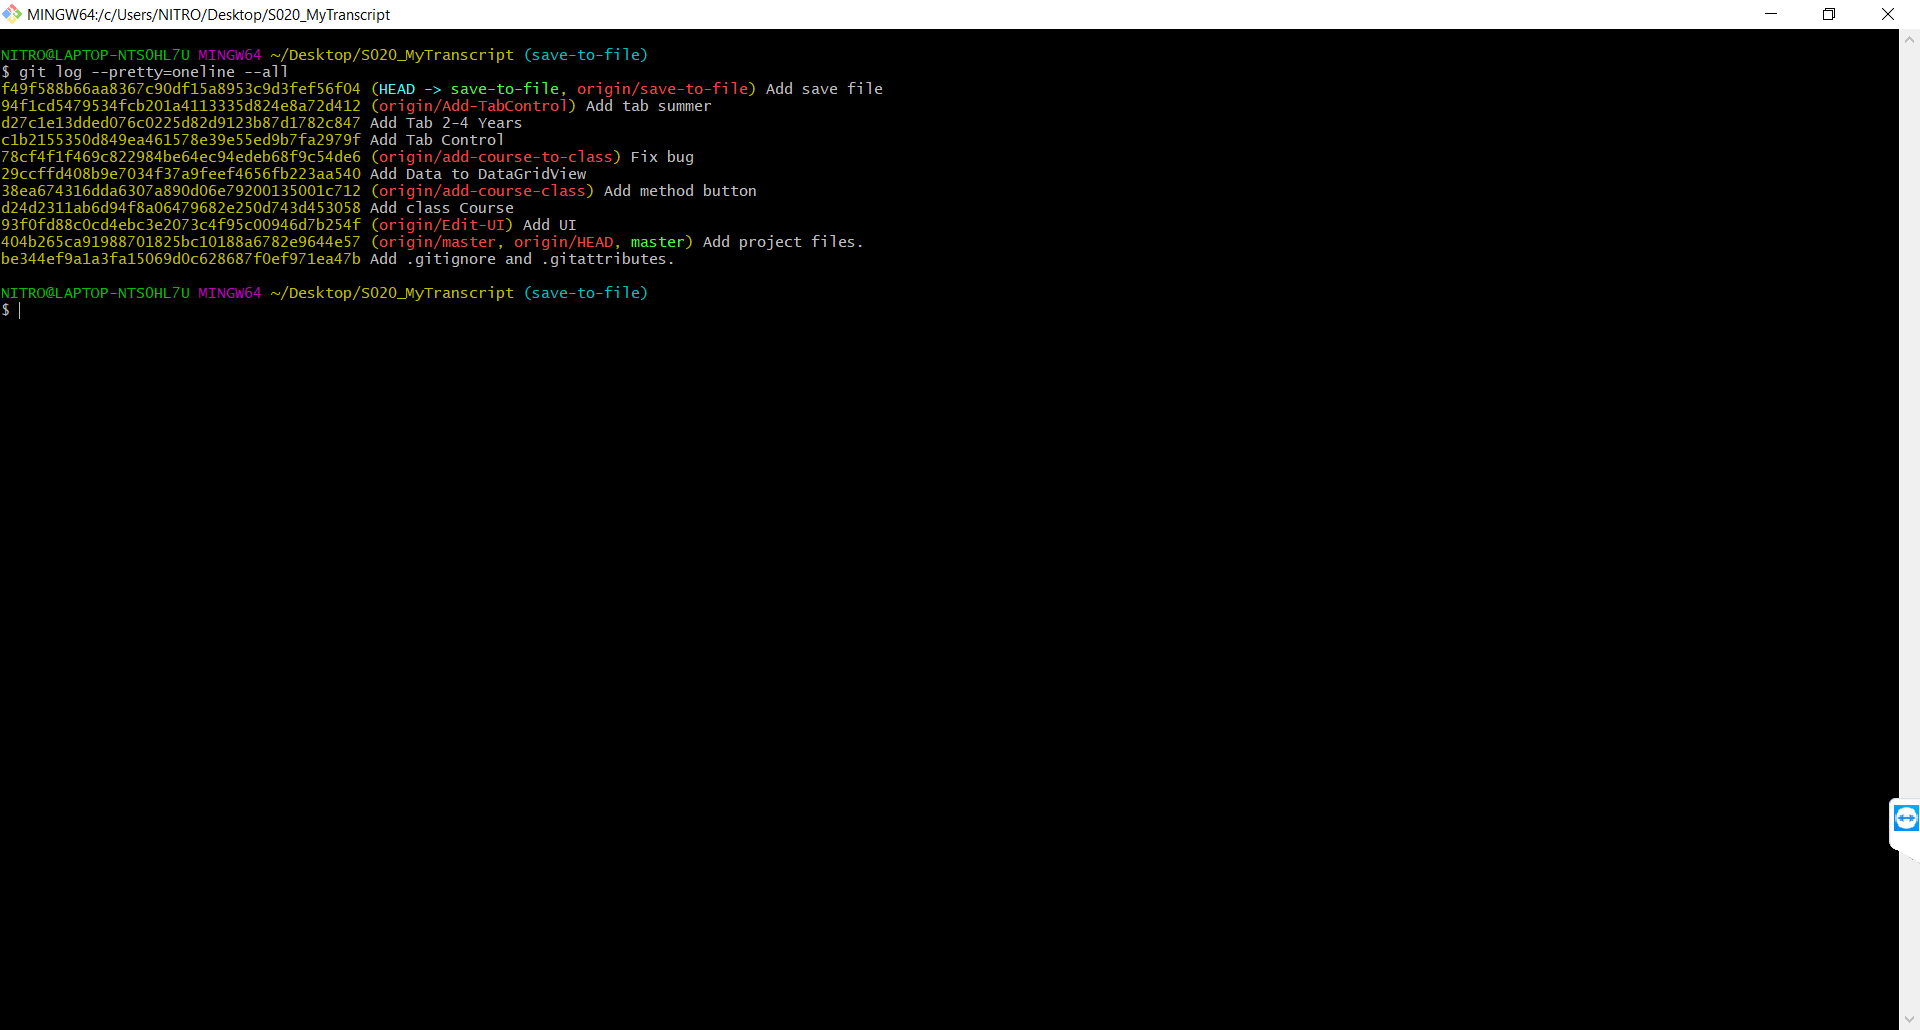 MINGW64:/c/Users/NITRO/Desktop/S020_MyTranscript
NITRO@LAPTOP-NTS0HL7U MINGW64 ~/Desktop/S020_MyTranscript (save-to-file)
$ git log --pretty=oneline --all
f49f588b66aa8367c90df15a8953c9d3fef56f04 (HEAD -> save-to-file, origin/save-to-file) Add save file
94f1cd5479534fcb201a4113335d824e8a72d412 (origin/Add-TabControl) Add tab summer
d27c1e13dded076c0225d82d9123b87d1782c847 Add Tab 2-4 Years
c1b2155350d849ea461578e39e55ed9b7fa2979f Add Tab Control
78cf4f1f469c822984be64ec94edeb68f9c54de6 (origin/add-course-to-class) Fix bug
29ccffd408b9e7034f37a9feef4656fb223aa540 Add Data to DataGridView
38ea674316dda6307a890d06e79200135001c712 (origin/add-course-class) Add method button
d24d2311ab6d94f8a06479682e250d743d453058 Add class Course
93f0fd88c0cd4ebc3e2073c4f95c00946d7b254f (origin/Edit-UI) Add UI
404b265ca91988701825bc10188a6782e9644e57 (origin/master, origin/HEAD, master) Add project files.
be344ef9a1a3fa15069d0c628687f0ef971ea47b Add .gitignore and .gitattributes.
NITRO@LAPTOP-NTS0HL7U MINGW64 ~/Desktop/S020_MyTranscript (save-to-file)
$